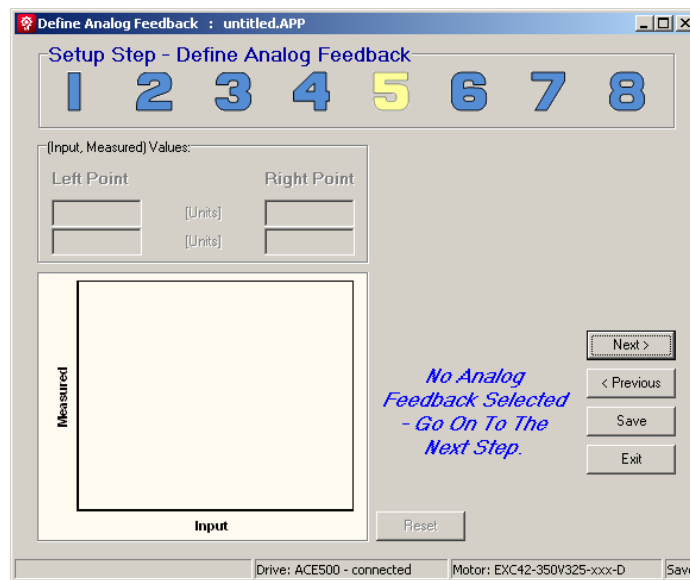 Define Analog Feedback : untitled.APP
Setup Step - Define Analog Feedback
1 2 3 4 5 6 7 8
(Input, Measured) Values:
Left Point Right Point
[Units]
[Units]
Measured
Input
No Analog
Feedback Selected
- Go On To The
Next Step.
Next >
< Previous
Save
Exit
Reset
Drive: ACE500 - connected Motor: EXC42-350V325-xxx-D Save